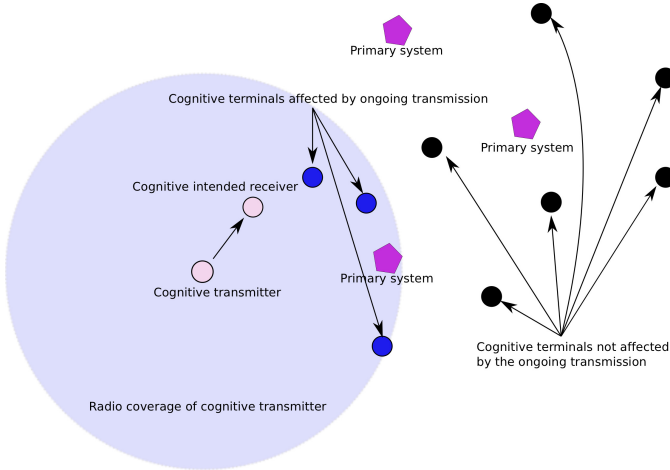 Primary system
Cognitive terminals affected by ongoing transmission
Primary system
Cognitive intended receiver
Primary system
Cognitive transmitter
Cognitive terminals not affected
by the ongoing transmission
Radio coverage of cognitive transmitter